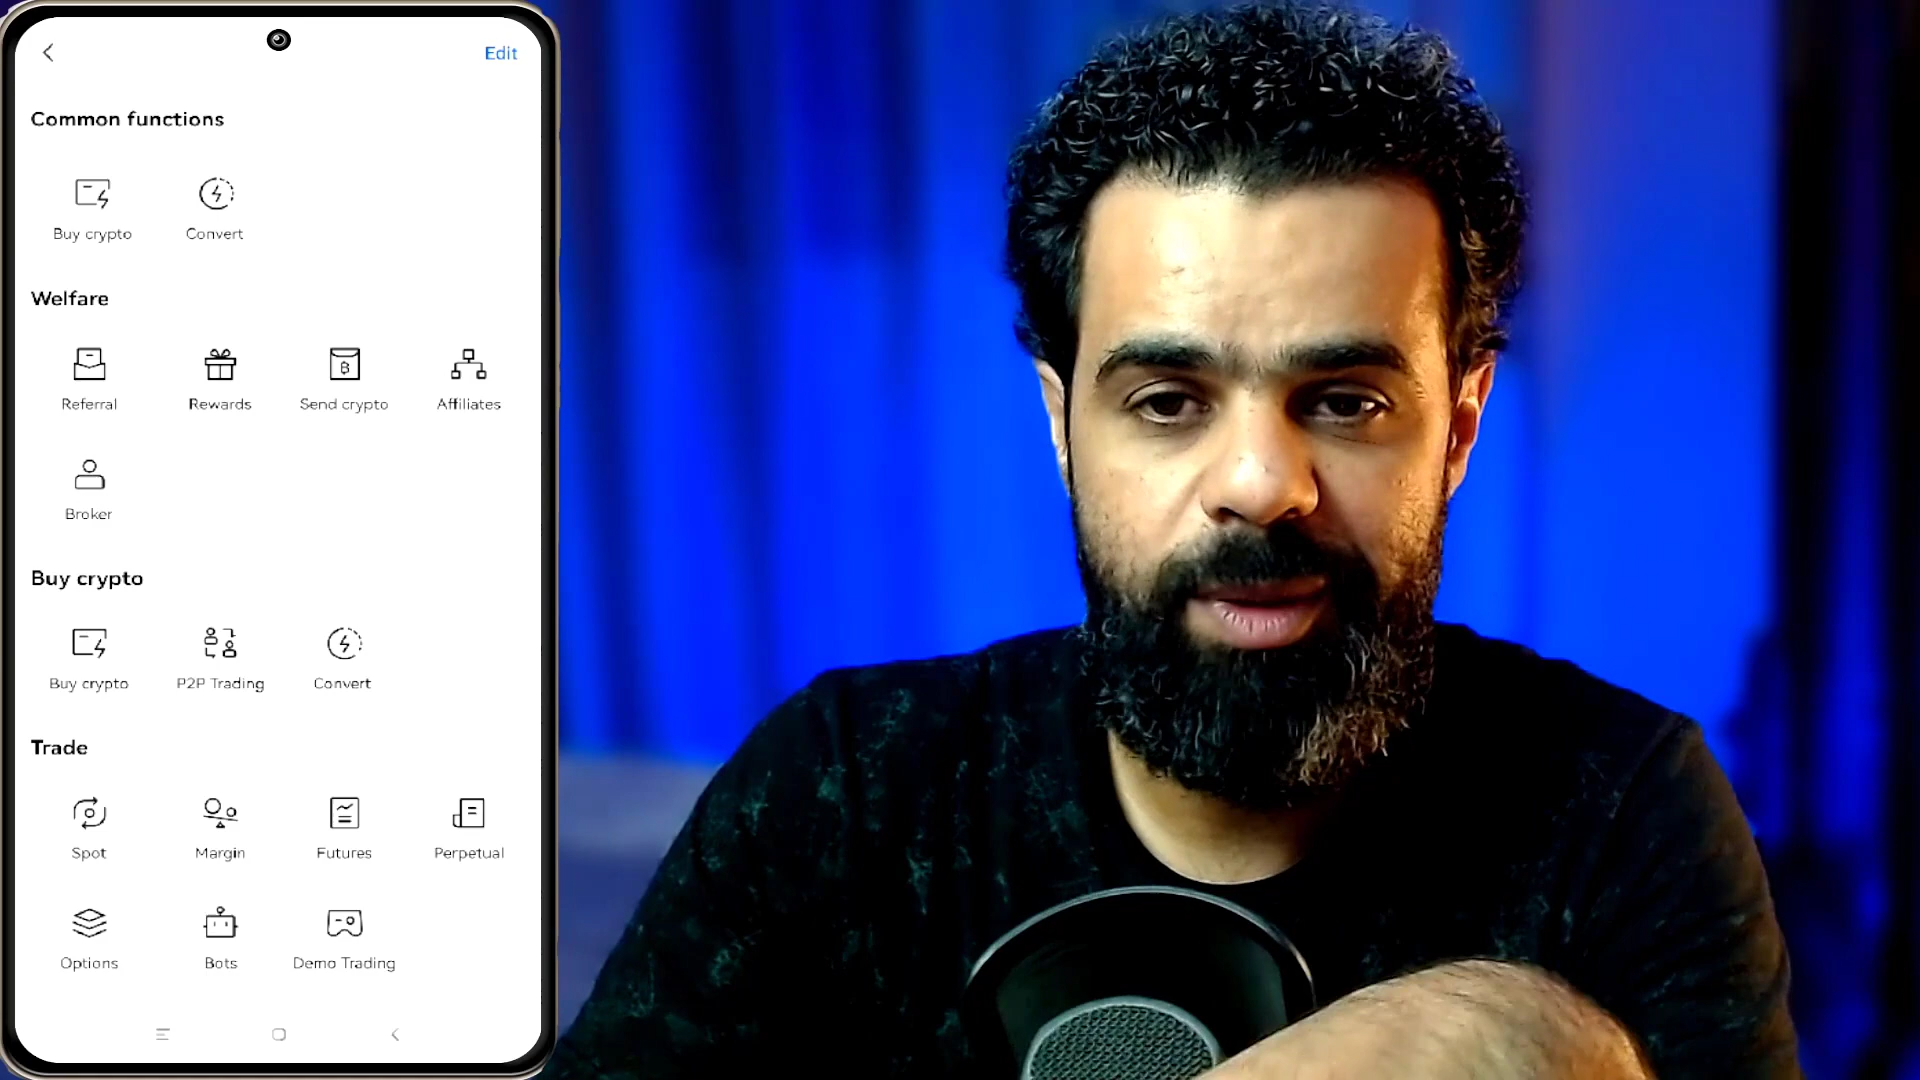 Edit
Common functions
Buy crypto Convert
Welfare
Referral Rewards Send crypto Affiliates
Broker
Buy crypto
Buy crypto P2P Trading Convert
Trade
Spot Margin Futures Perpetual
Options Bots Demo Trading